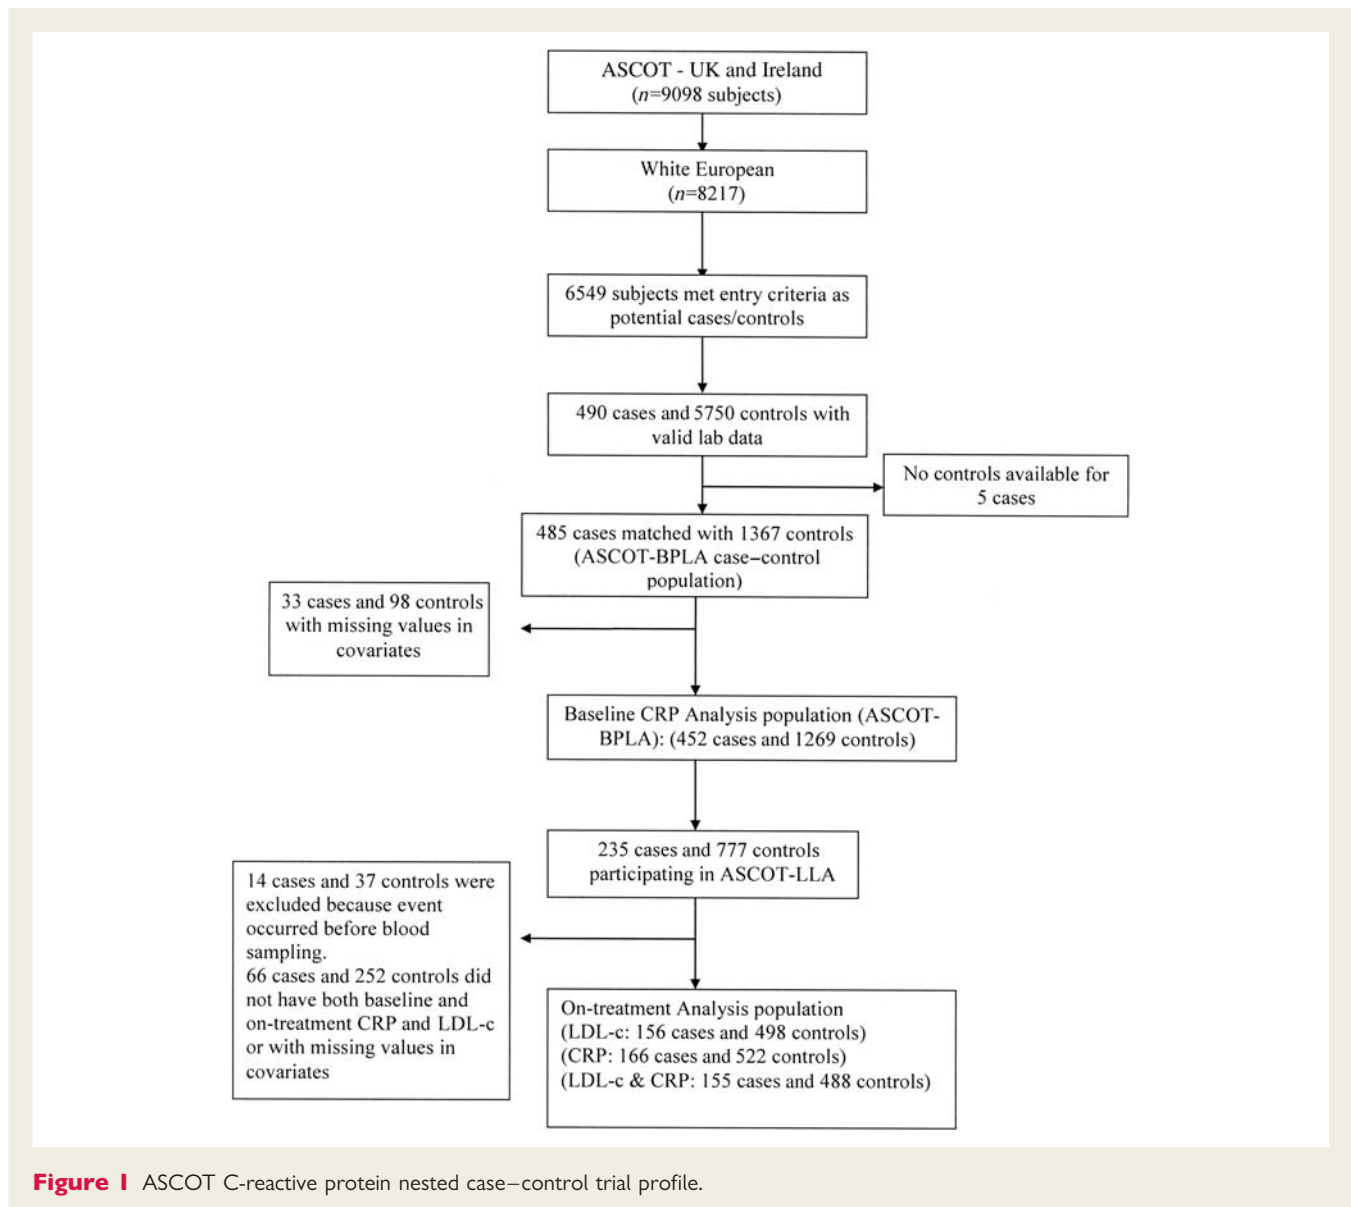 ASCOT - UK and Ireland
(n=9098 subjects)
White European
(n=8217)
6549 subjects met entry criteria as
potential cases/controls
490 cases and 5750 controls with
valid lab data
No controls available for
5 cases
485 cases matched with 1367 controls
(ASCOT-BPLA case–control
population)
33 cases and 98 controls
with missing values in
covariates
Baseline CRP Analysis population (ASCOT-
BPLA): (452 cases and 1269 controls)
235 cases and 777 controls
participating in ASCOT-LLA
14 cases and 37 controls were
excluded because event
occurred before blood
sampling.
66 cases and 252 controls did
not have both baseline and
on-treatment CRP and LDL-c
or with missing values in
covariates
On-treatment Analysis population
(LDL-c: 156 cases and 498 controls)
(CRP: 166 cases and 522 controls)
(LDL-c & CRP: 155 cases and 488 controls)
Figure 1 ASCOT C-reactive protein nested case–control trial profile.